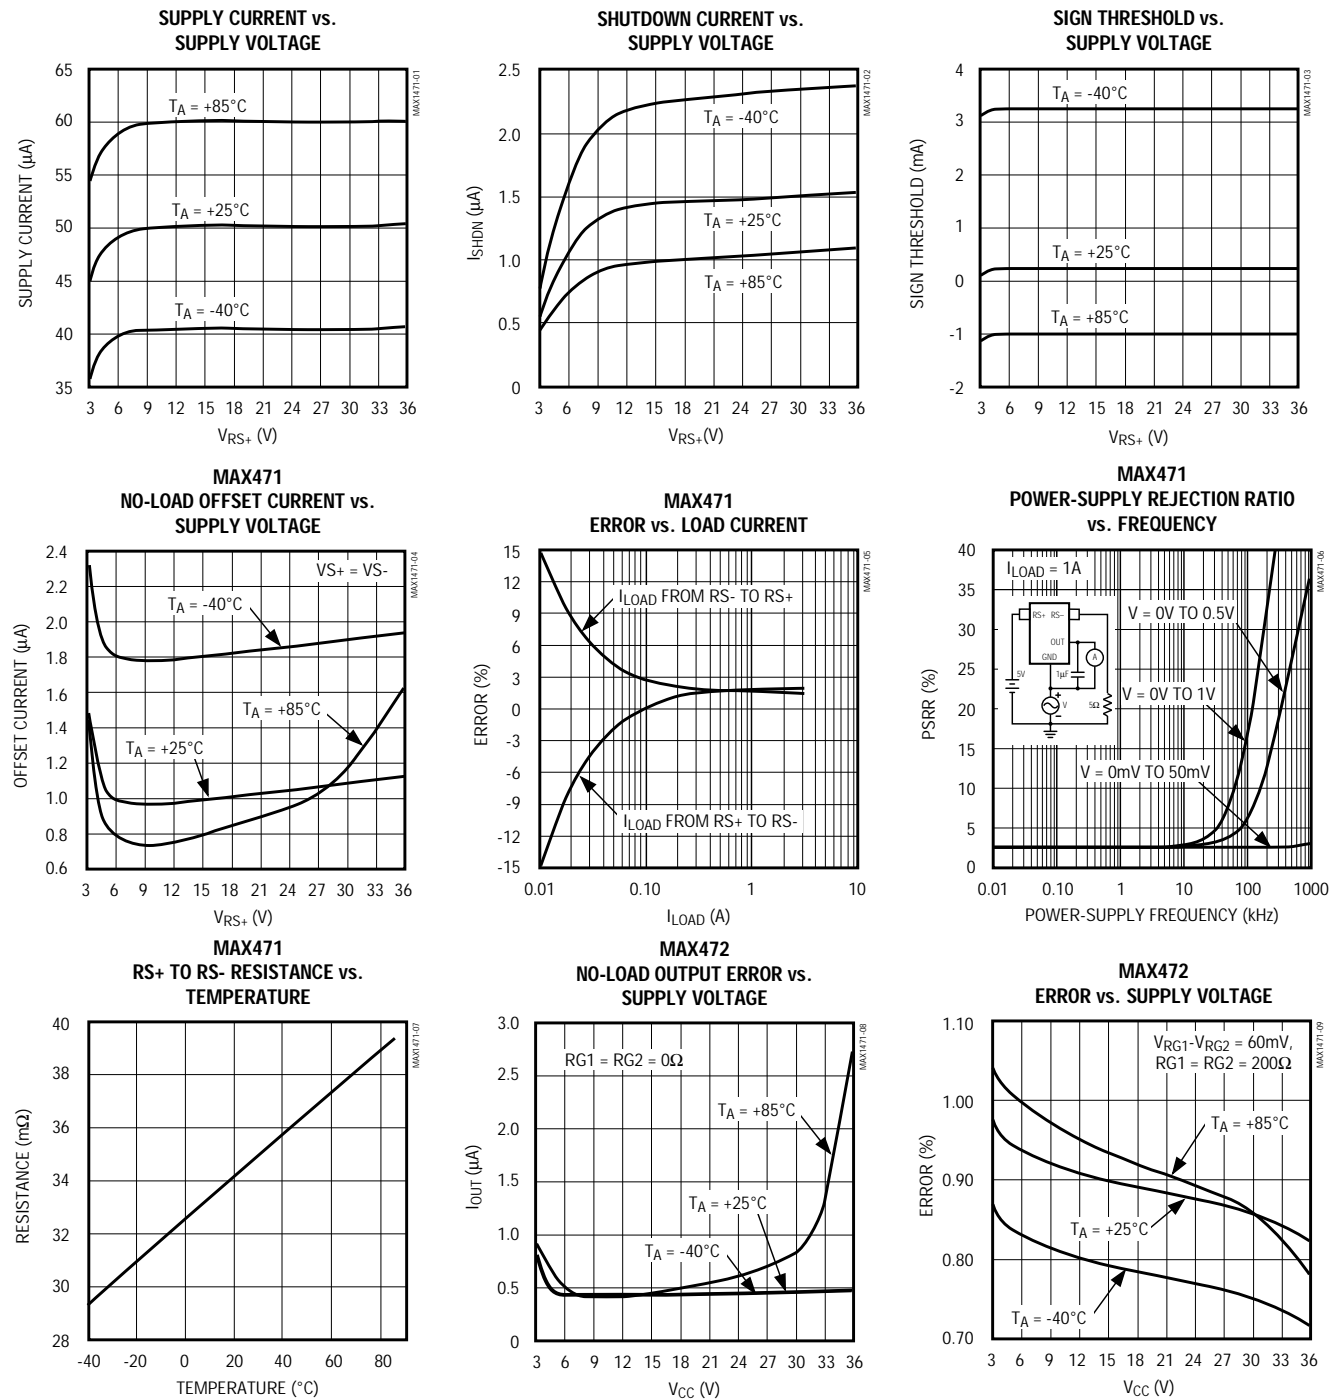 SUPPLY CURRENT vs.
SUPPLY VOLTAGE
65
60
55
50
45
40
35
SUPPLY CURRENT (µA)
TA = +85°C
TA = +25°C
TA = -40°C
3 6 9 12 15 18 21 24 27 30 33 36
VRS+ (V)
MAX1471-01
SHUTDOWN CURRENT vs.
SUPPLY VOLTAGE
2.5
2.0
1.5
1.0
0.5
0
ISHDN (µA)
TA = -40°C
TA = +25°C
TA = +85°C
3 6 9 12 15 18 21 24 27 30 33 36
VRS+(V)
MAX1471-02
SIGN THRESHOLD vs.
SUPPLY VOLTAGE
4
3
2
1
0
-1
-2
SIGN THRESHOLD (mA)
TA = -40°C
TA = +25°C
TA = +85°C
3 6 9 12 15 18 21 24 27 30 33 36
VRS+ (V)
MAX1471-03
MAX471
NO-LOAD OFFSET CURRENT vs.
SUPPLY VOLTAGE
2.4
2.2
2.0
1.8
1.6
1.4
1.2
1.0
0.8
0.6
OFFSET CURRENT (µA)
VS+ = VS-
TA = -40°C
TA = +85°C
TA = +25°C
3 6 9 12 15 18 21 24 27 30 33 36
VRS+ (V)
MAX1471-04
MAX471
ERROR vs. LOAD CURRENT
15
12
9
6
3
0
-3
-6
-9
-12
-15
ERROR (%)
ILOAD FROM RS- TO RS+
ILOAD FROM RS+ TO RS-
0.01 0.10 1 10
ILOAD (A)
MAX471-05
MAX471
POWER-SUPPLY REJECTION RATIO
vs. FREQUENCY
40
35
30
25
20
15
10
5
0
PSRR (%)
ILOAD = 1A
RS+ RS–
OUT
GND
A
1µF
5V
V
5Ω
V = 0V TO 0.5V
V = 0V TO 1V
V = 0mV TO 50mV
0.01 0.10 1 10 100 1000
POWER-SUPPLY FREQUENCY (kHz)
MAX471-06
MAX471
RS+ TO RS- RESISTANCE vs.
TEMPERATURE
40
38
36
34
32
30
28
RESISTANCE (mΩ)
-40 -20 0 20 40 60 80
TEMPERATURE (°C)
MAX1471-07
MAX472
NO-LOAD OUTPUT ERROR vs.
SUPPLY VOLTAGE
3.0
2.5
2.0
1.5
1.0
0.5
0
IOUT (µA)
RG1 = RG2 = 0Ω
TA = +85°C
TA = +25°C
TA = -40°C
3 6 9 12 15 18 21 24 27 30 33 36
VCC (V)
MAX1471-08
MAX472
ERROR vs. SUPPLY VOLTAGE
1.10
1.00
0.90
0.80
0.70
ERROR (%)
VRG1-VRG2 = 60mV,
RG1 = RG2 = 200Ω
TA = +85°C
TA = +25°C
TA = -40°C
3 6 9 12 15 18 21 24 27 30 33 36
VCC (V)
MAX1471-09